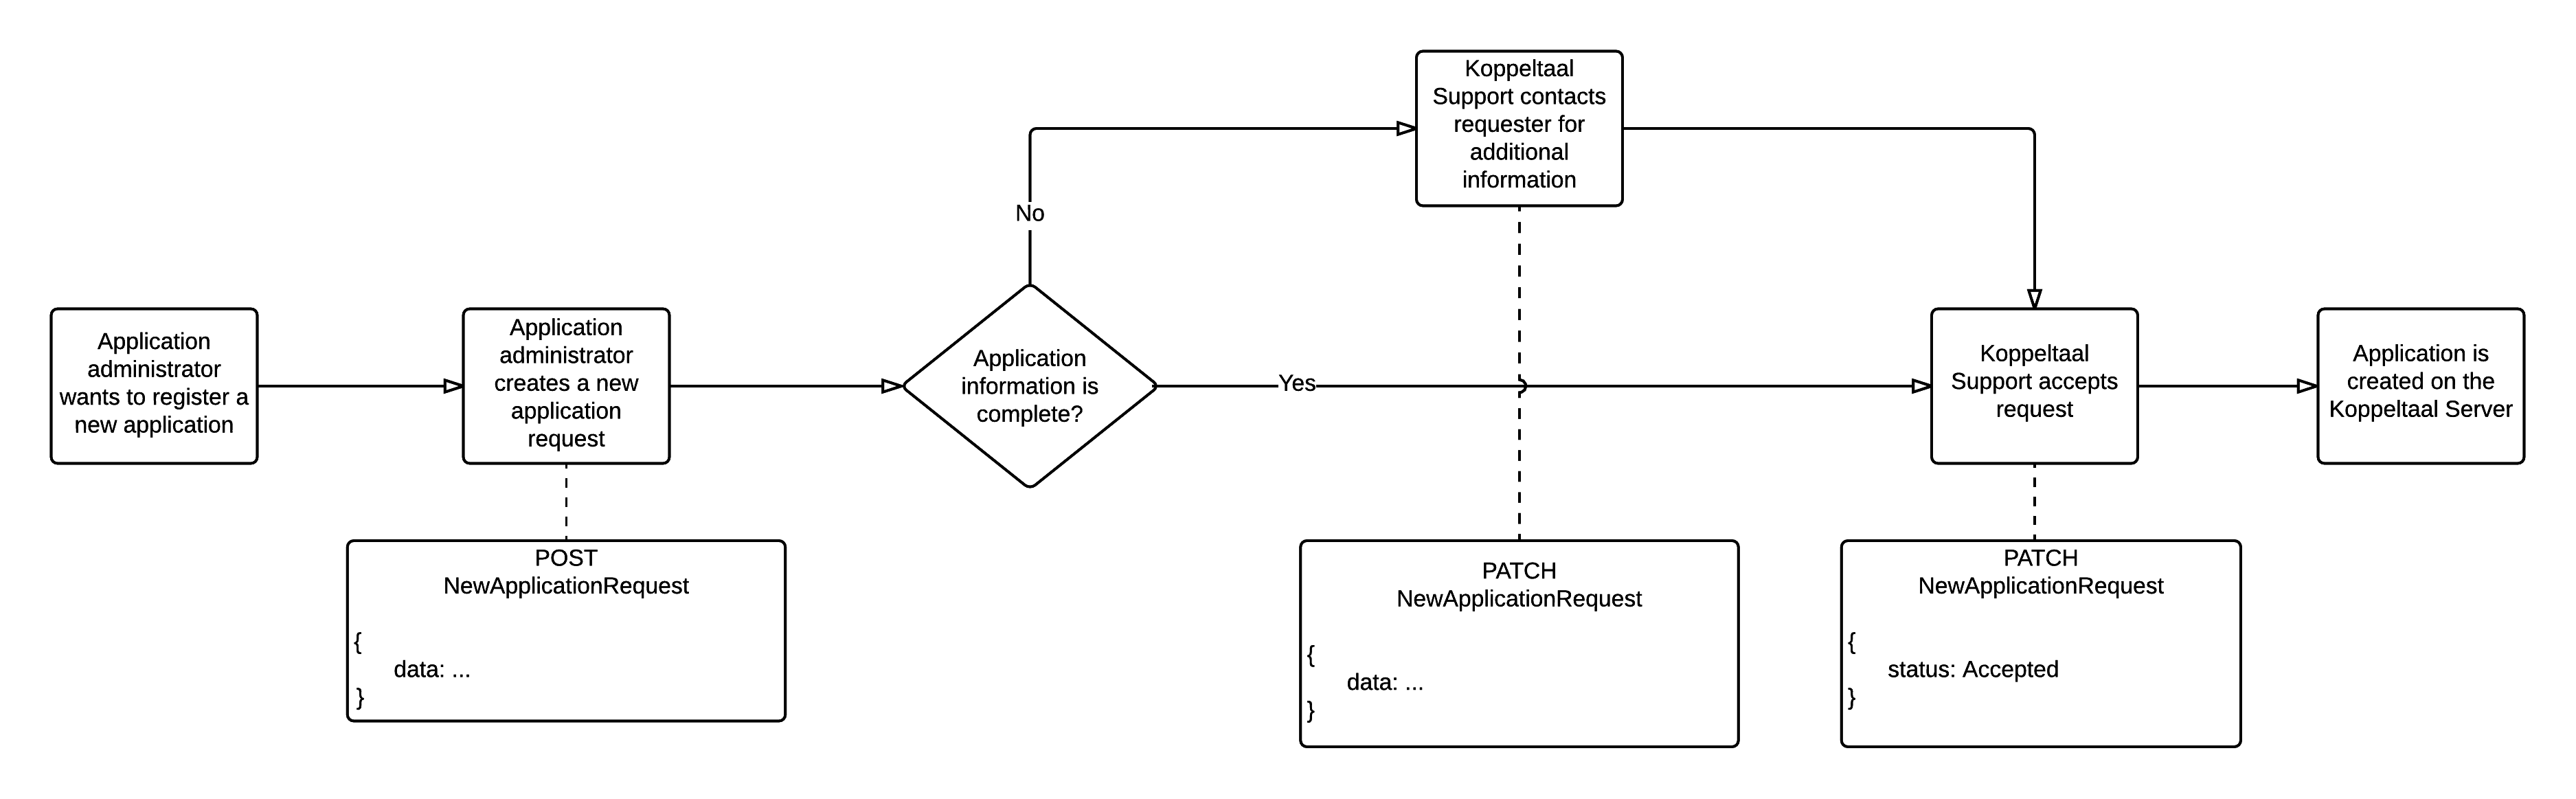 Koppeltaal
Support contacts
requester for
additional
information
No
Application
administrator
wants to register a
new application
Application
administrator
creates a new
application
request
Application
information is
complete?
Yes
Koppeltaal
Support accepts
request
Application is
created on the
Koppeltaal Server
POST
NewApplicationRequest
{
data: ...
}
PATCH
NewApplicationRequest
{
data: ...
}
PATCH
NewApplicationRequest
{
status: Accepted
}